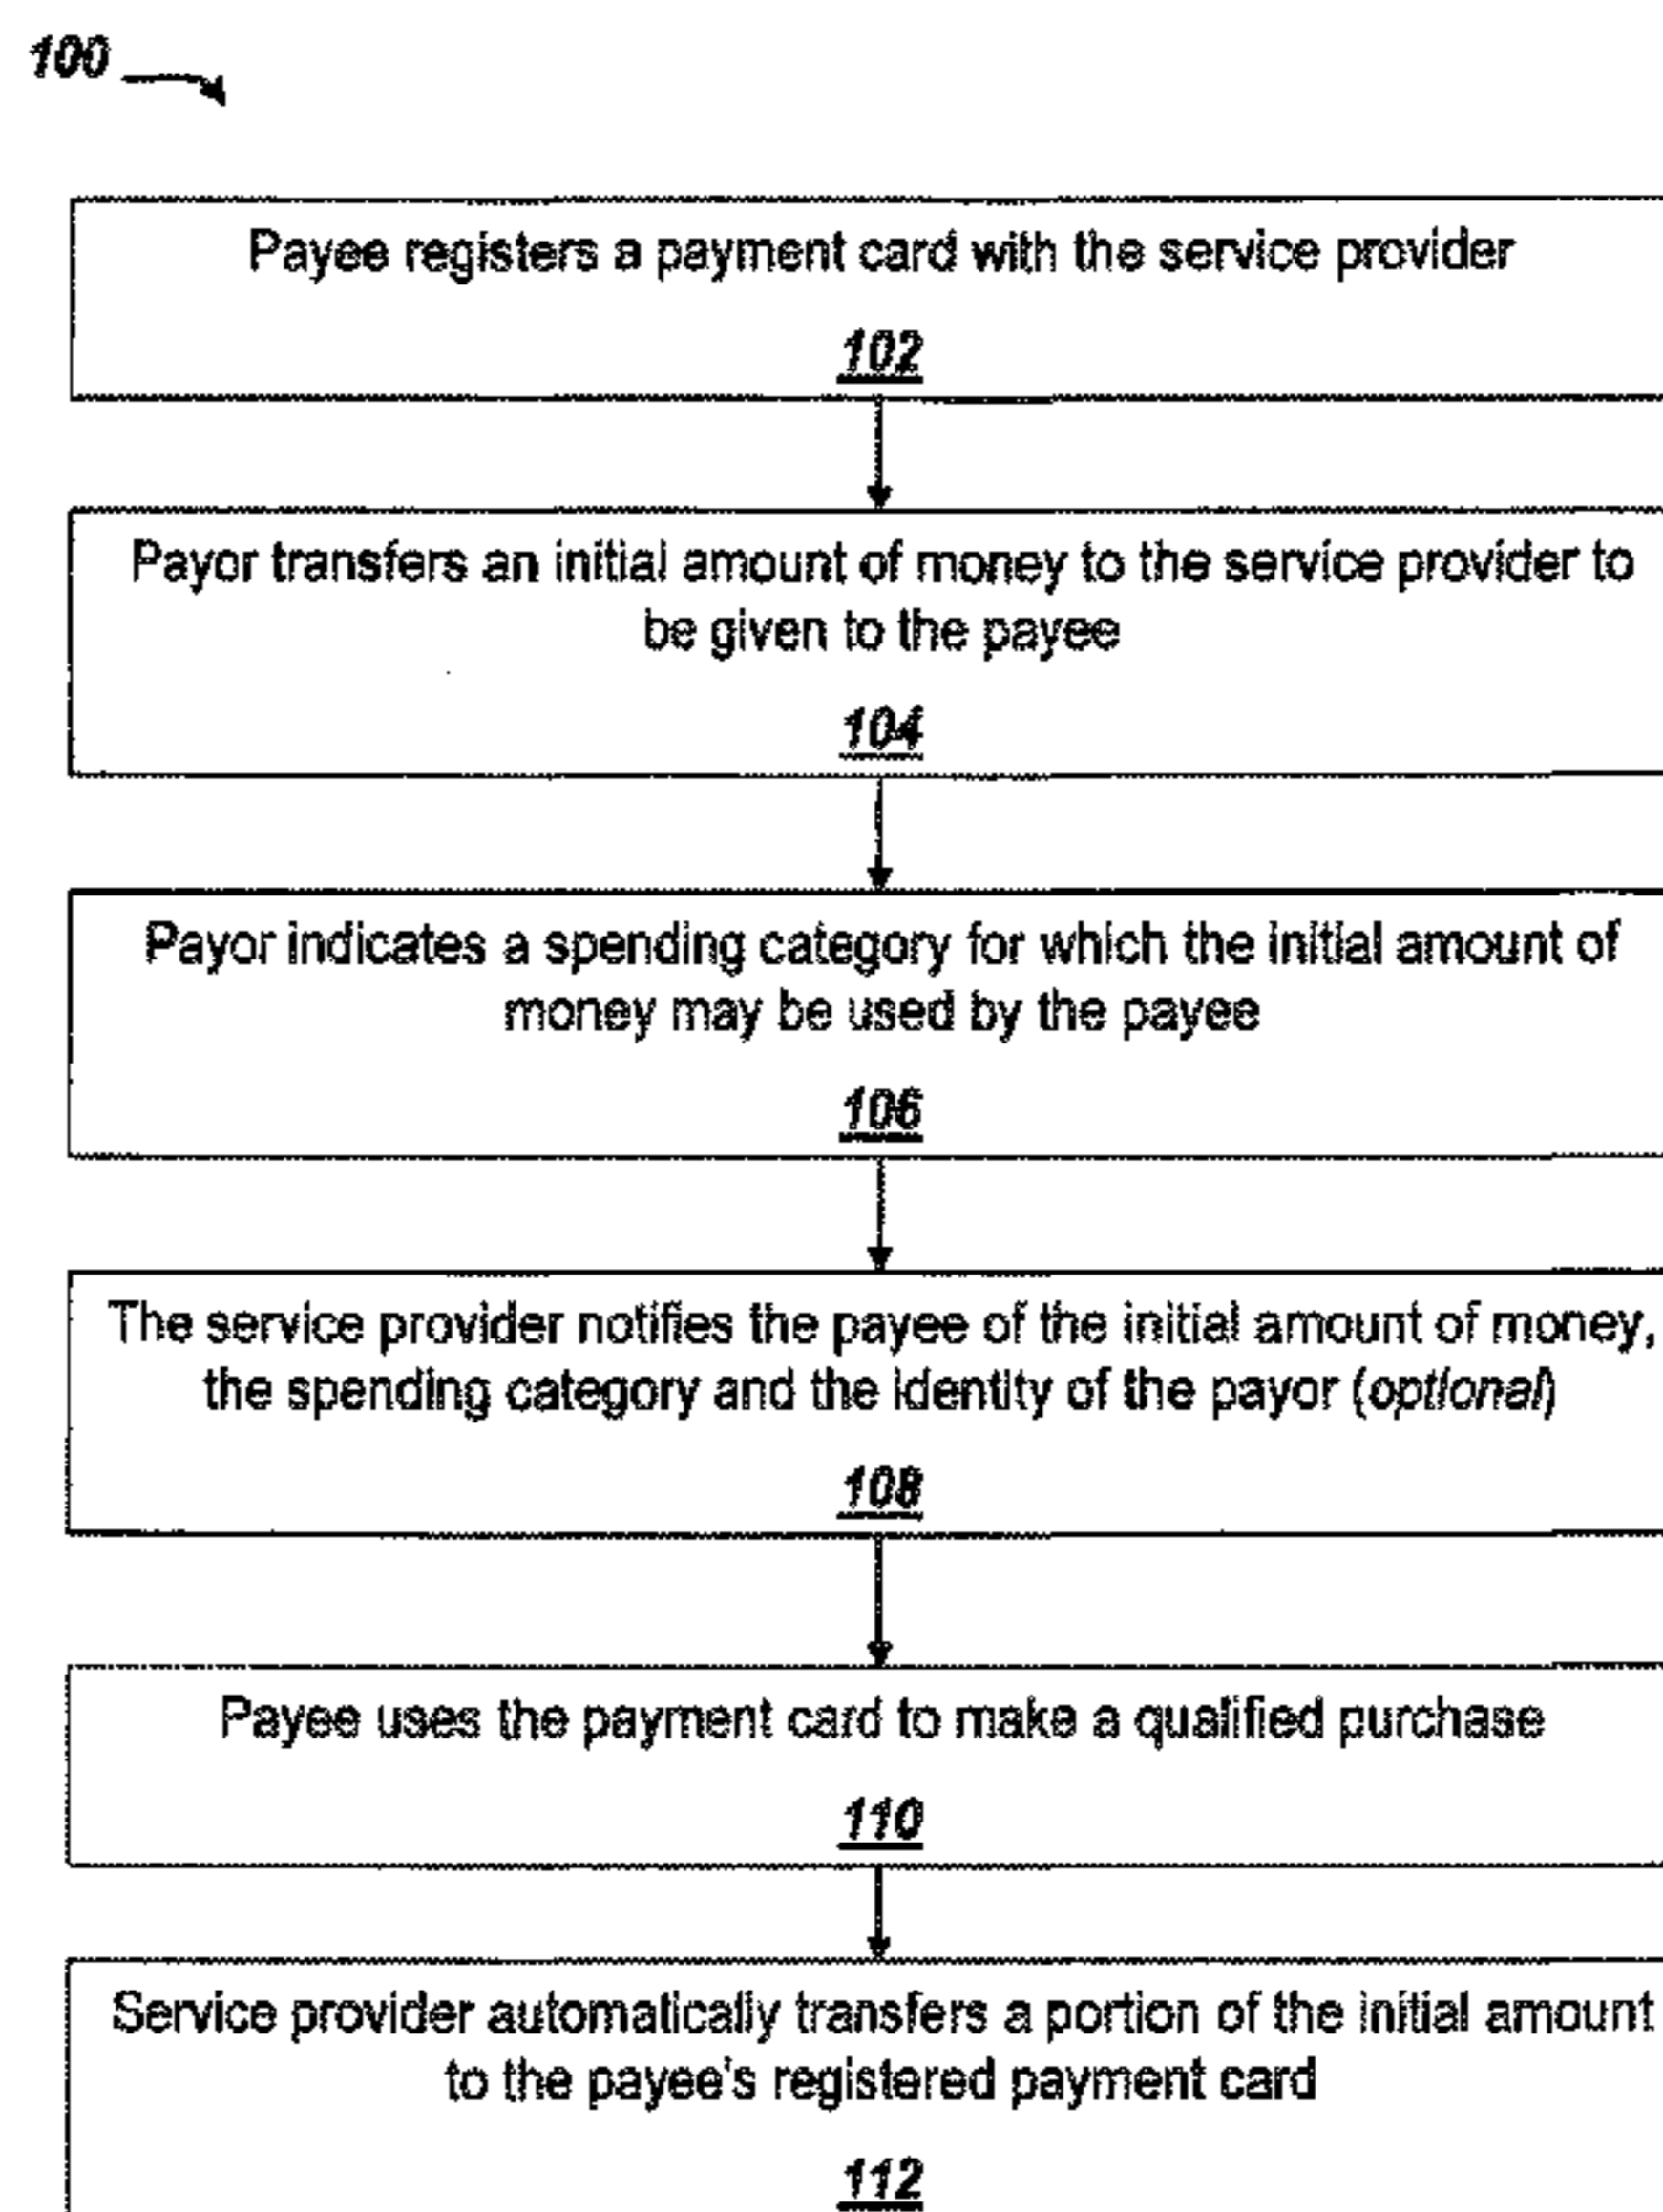 100
Payee registers a payment card with the service provider
102
Payor transfers an initial amount of money to the service provider to
be given to the payee
104
Payor indicates a spending category for which the initial amount of
money may be used by the payee
106
The service provider notifies the payee of the initial amount of money,
the spending category and the identity of the payor (optional)
108
Payee uses the payment card to make a qualified purchase
110
Service provider automatically transfers a portion of the initial amount
to the payee's registered payment card
112